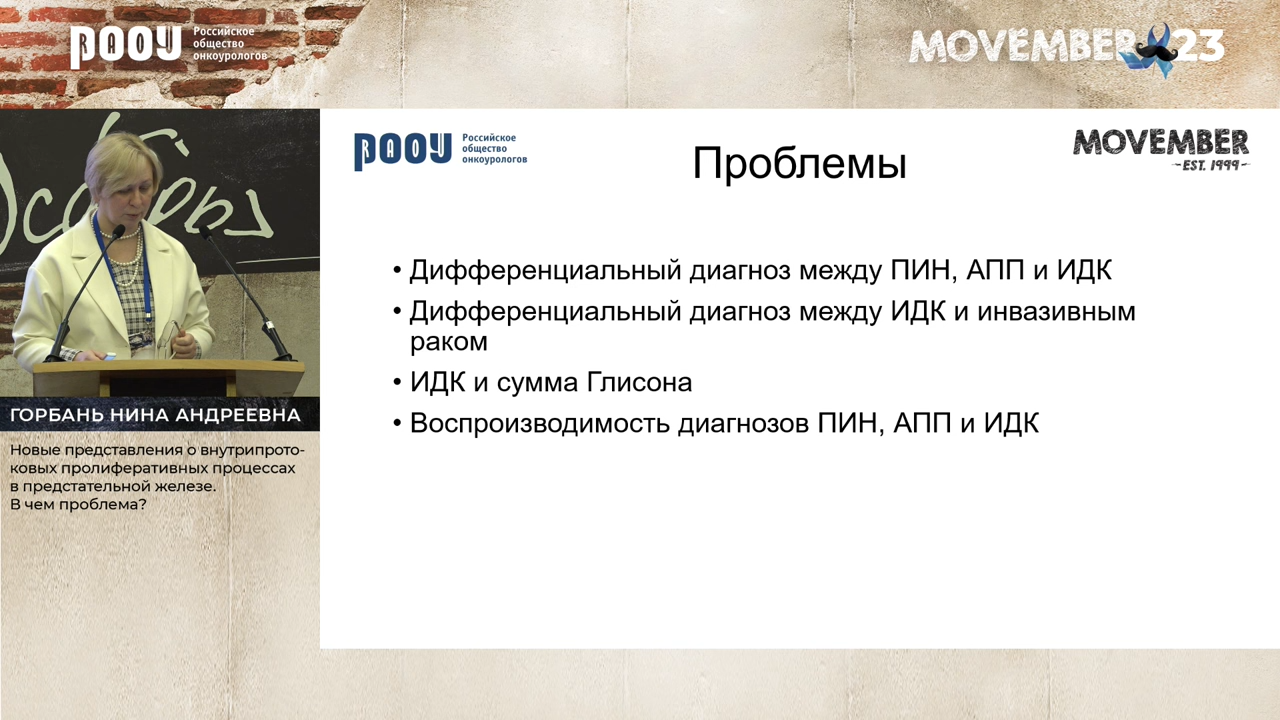 РООУ
Российское
общество
онкоурологов
MOVEMBER 23
РООУ
Российское
общество
онкоурологов
MOVEMBER
EST. 1999
Проблемы
• Дифференциальный диагноз между ПИН, АПП и ИДК
• Дифференциальный диагноз между ИДК и инвазивным
раком
• ИДК и сумма Глисона
• Воспроизводимость диагнозов ПИН, АПП и ИДК
ГОРБАНЬ НИНА АНДРЕЕВНА
Новые представления о внутрипрото-
ковых пролиферативных процессах
в предстательной железе.
В чем проблема?